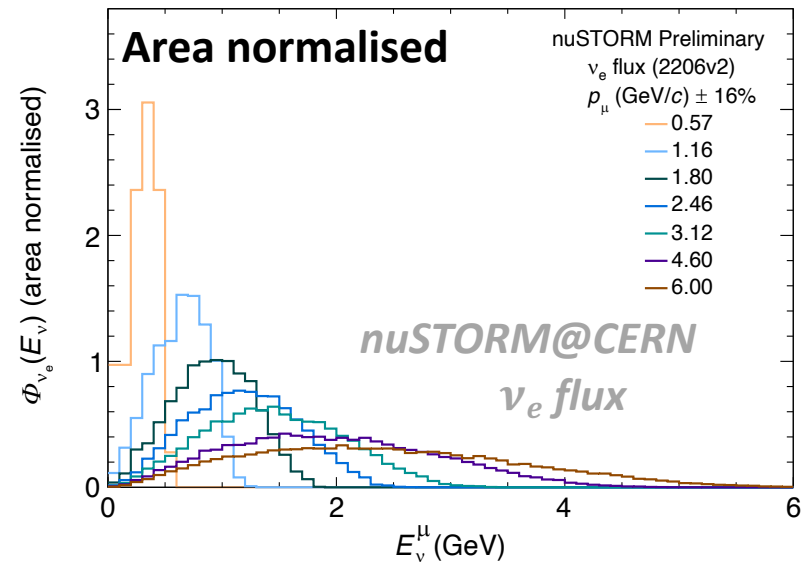 Area normalised
nuSTORM Preliminary
νe flux (2206v2)
pμ (GeV/c) ± 16%
0.57
1.16
1.80
2.46
3.12
4.60
6.00
nuSTORM@CERN
νe flux
Φνe(Eν) (area normalised)
3
2
1
0
0
2
4
6
Eνμ (GeV)